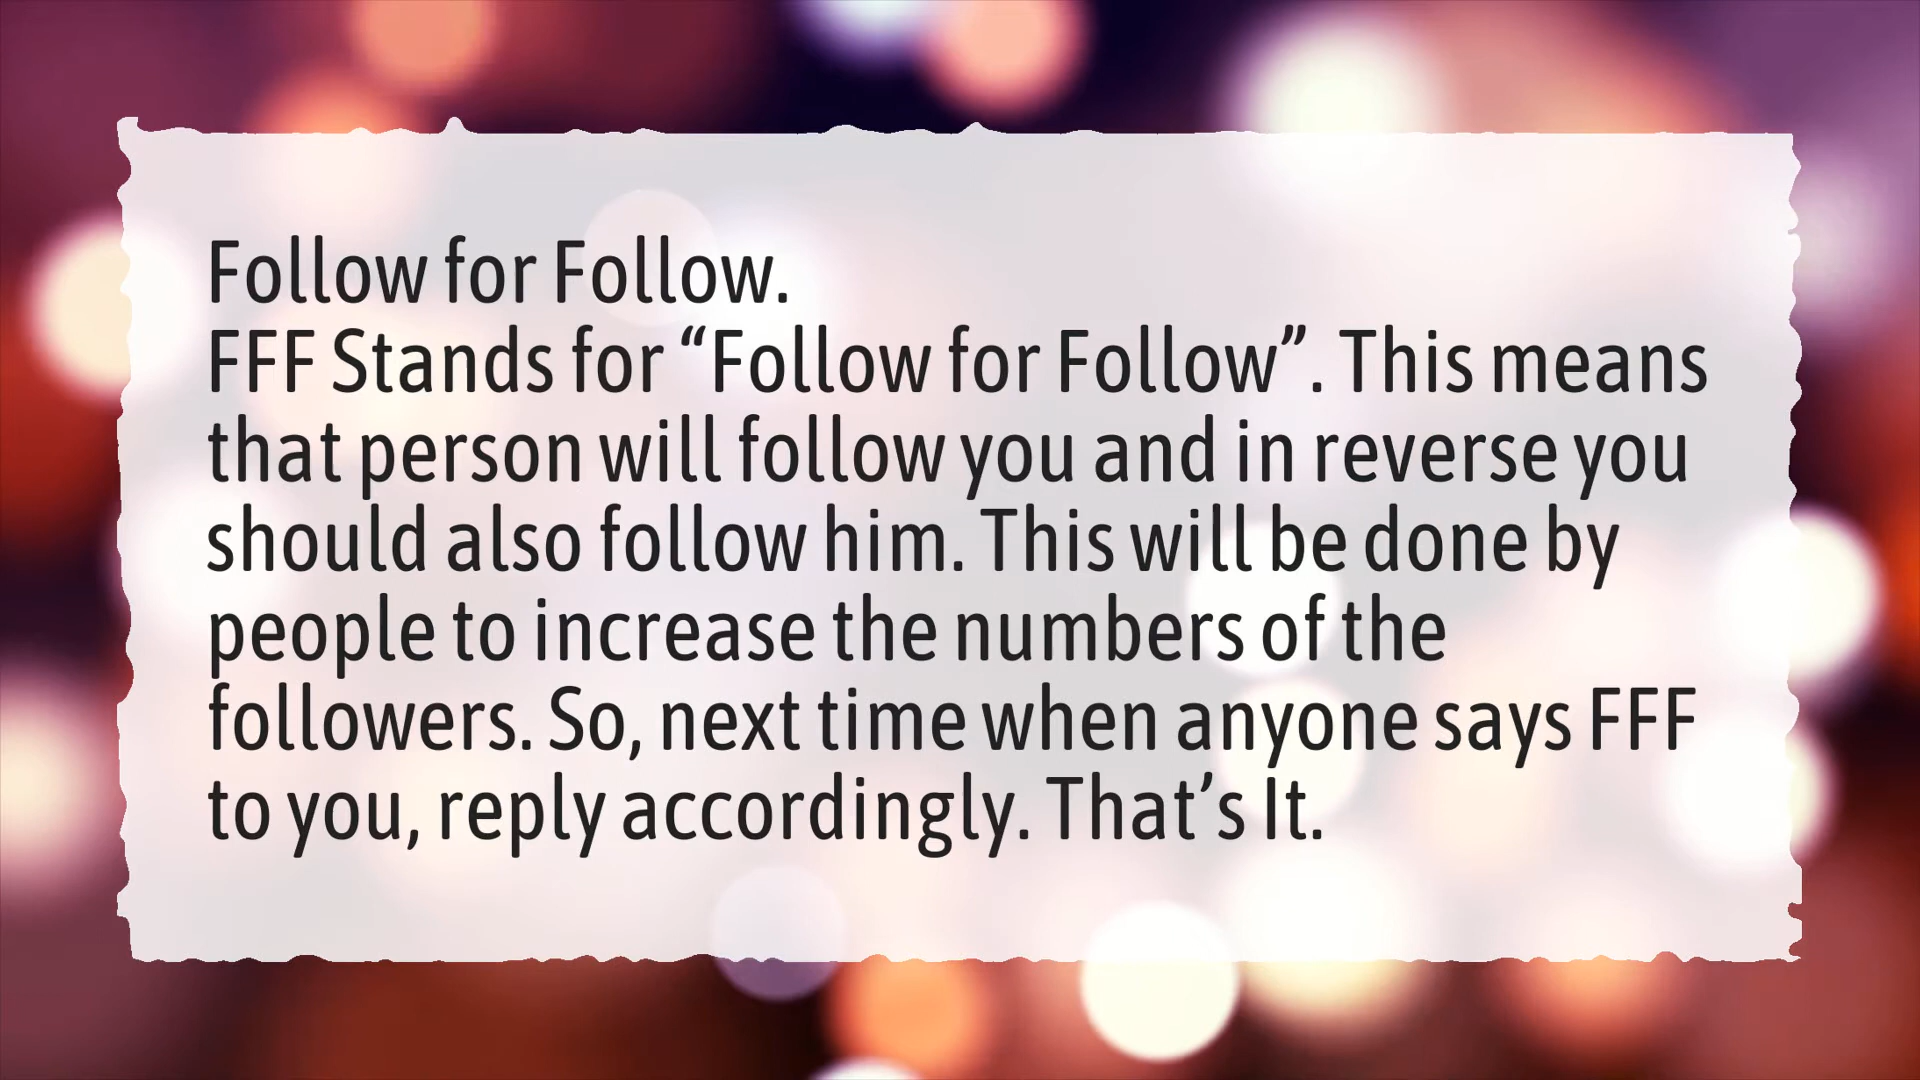 Follow for Follow.
FFF Stands for “Follow for Follow”. This means
that person will follow you and in reverse you
should also follow him. This will be done by
people to increase the numbers of the
followers. So, next time when anyone says FFF
to you, reply accordingly. That’s It.